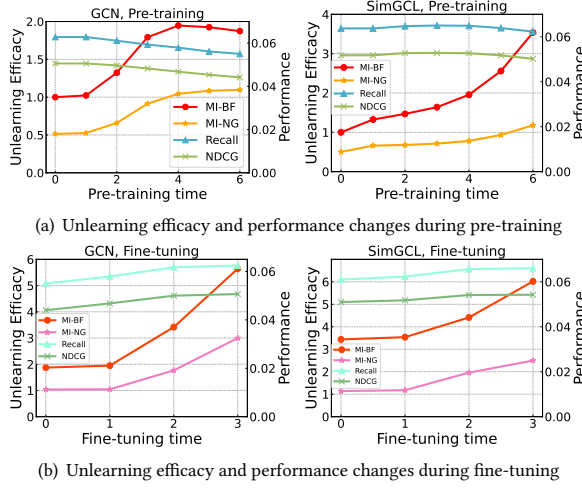 GCN, Pre-training
SimGCL, Pre-training
Unlearning Efficacy
2.0
1.5
1.0
0.5
0.0
0 2 4 6
Pre-training time
0.06
0.04
0.02
0.00
Performance
MI-BF
MI-NG
Recall
NDCG
Unlearning Efficacy
4
3
2
1
0
0 1 2 3 4 5 6
Pre-training time
0.06
0.04
0.02
0.00
Performance
MI-BF
MI-NG
Recall
NDCG
(a) Unlearning efficacy and performance changes during pre-training
GCN, Fine-tuning
SimGCL, Fine-tuning
Unlearning Efficacy
6
5
4
3
2
1
0
0 1 2 3
Fine-tuning time
0.06
0.04
0.02
0.00
Performance
MI-BF
MI-NG
Recall
NDCG
Unlearning Efficacy
6
5
4
3
2
1
0
0 1 2 3
Fine-tuning time
0.06
0.04
0.02
0.00
Performance
MI-BF
MI-NG
Recall
NDCG
(b) Unlearning efficacy and performance changes during fine-tuning